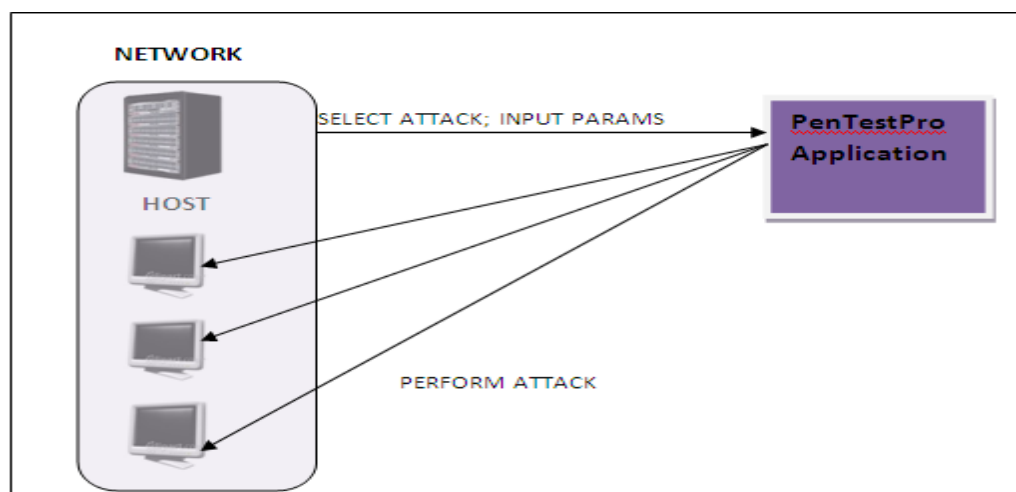 NETWORK
SELECT ATTACK; INPUT PARAMS
PenTestPro
Application
HOST
PERFORM ATTACK